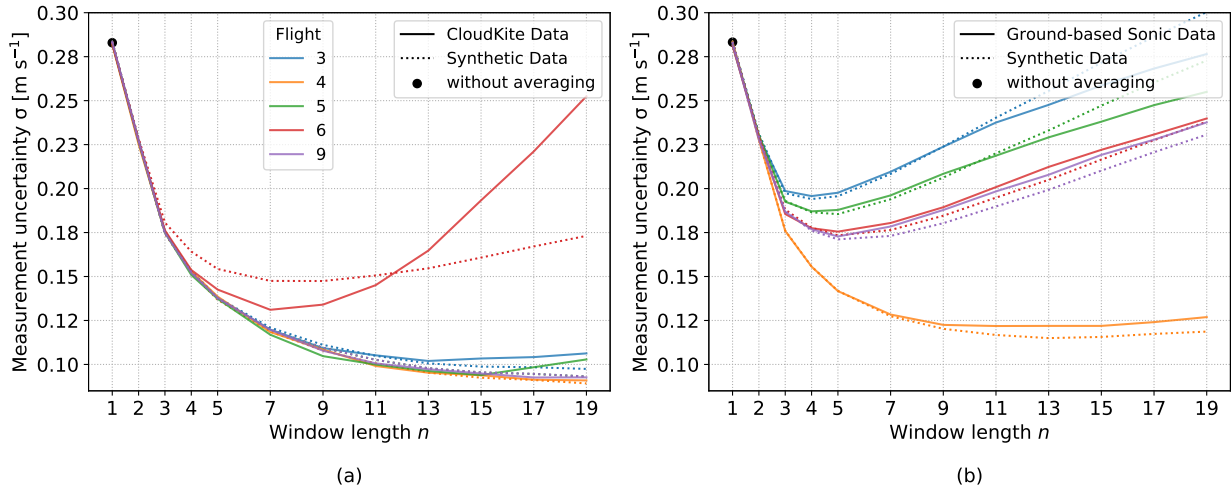 0.30
0.28
0.25
0.23
0.20
0.18
0.15
0.12
0.10
Measurement uncertainty σ [m s⁻¹]
Flight
3
4
5
6
9
CloudKite Data
Synthetic Data
without averaging
1 2 3 4 5 7 9 11 13 15 17 19
Window length n
(a)
0.30
0.28
0.25
0.23
0.20
0.18
0.15
0.12
0.10
Measurement uncertainty σ [m s⁻¹]
Ground-based Sonic Data
Synthetic Data
without averaging
1 2 3 4 5 7 9 11 13 15 17 19
Window length n
(b)